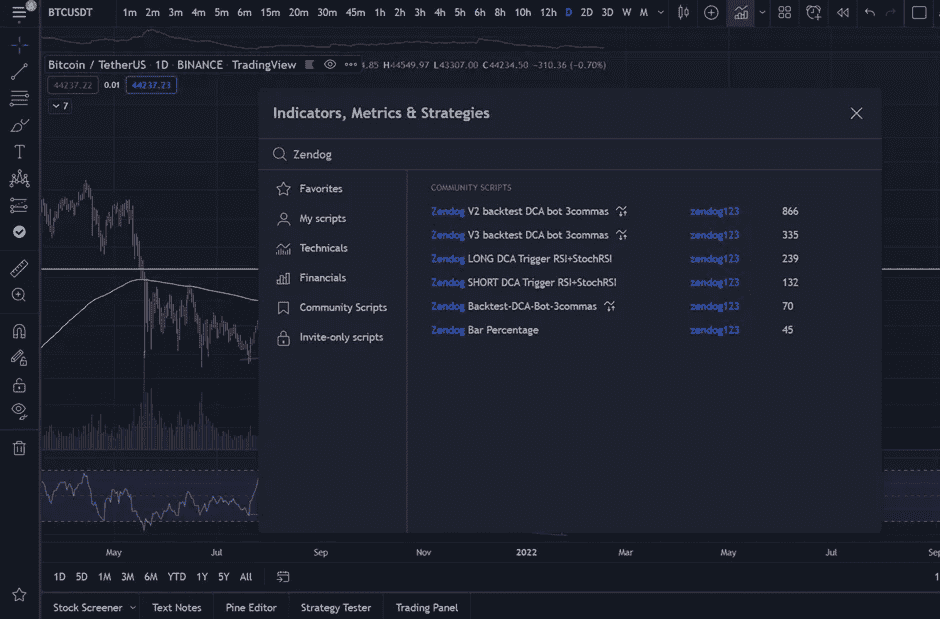 BTCUSDT 1m 2m 3m 4m 5m 6m 15m 20m 30m 45m 1h 2h 3h 4h 5h 6h 8h 10h 12h D 2D 3D W M
Bitcoin / TetherUS 1D BINANCE TradingView 1.85 H44549.97 L43307.00 C44234.50 −310.36 (−0.70%)
44237.22 0.01 44237.23
7
Indicators, Metrics & Strategies
Zendog
Favorites
My scripts
Technicals
Financials
Community Scripts
Invite-only scripts
COMMUNITY SCRIPTS
Zendog V2 backtest DCA bot 3commas zendog123 866
Zendog V3 backtest DCA bot 3commas zendog123 335
Zendog LONG DCA Trigger RSI+StochRSI zendog123 239
Zendog SHORT DCA Trigger RSI+StochRSI zendog123 132
Zendog Backtest-DCA-Bot-3commas zendog123 70
Zendog Bar Percentage zendog123 45
May Jul Sep Nov 2022 Mar May Jul Sep
1D 5D 1M 3M 6M YTD 1Y 5Y All 1
Stock Screener Text Notes Pine Editor Strategy Tester Trading Panel